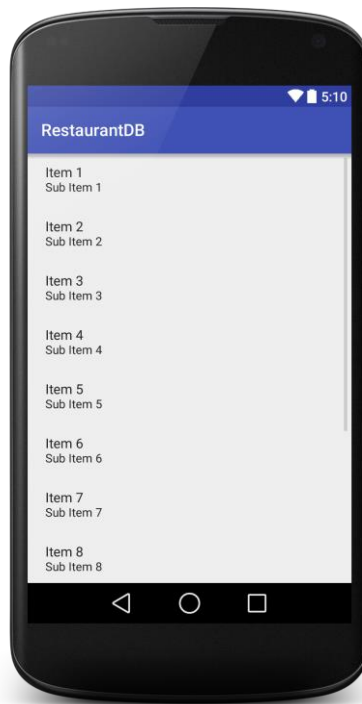 5:10
RestaurantDB
Item 1
Sub Item 1
Item 2
Sub Item 2
Item 3
Sub Item 3
Item 4
Sub Item 4
Item 5
Sub Item 5
Item 6
Sub Item 6
Item 7
Sub Item 7
Item 8
Sub Item 8